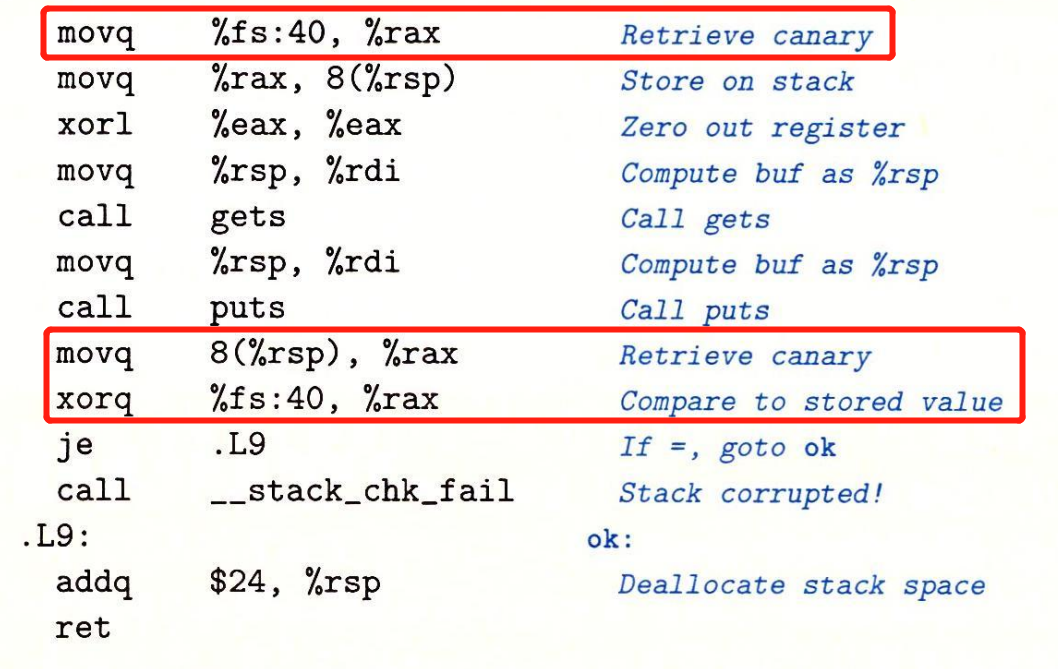 movq %fs:40, %rax Retrieve canary
movq %rax, 8(%rsp) Store on stack
xorl %eax, %eax Zero out register
movq %rsp, %rdi Compute buf as %rsp
call gets Call gets
movq %rsp, %rdi Compute buf as %rsp
call puts Call puts
movq 8(%rsp), %rax Retrieve canary
xorq %fs:40, %rax Compare to stored value
je .L9 If =, goto ok
call __stack_chk_fail Stack corrupted!
.L9: ok:
addq $24, %rsp Deallocate stack space
ret